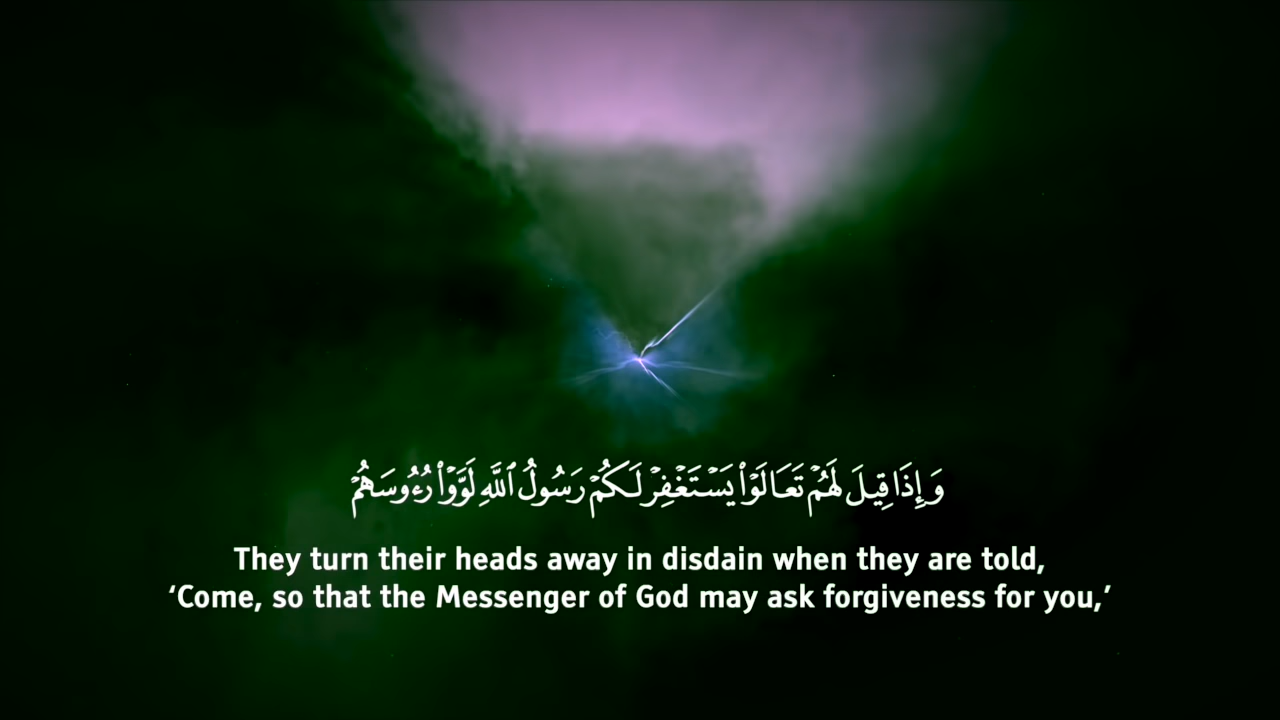 وَإِذَا قِيلَ لَهُمْ تَعَالَوْا۟ يَسْتَغْفِرْ لَكُمْ رَسُولُ ٱللَّهِ لَوَّوْا۟ رُءُوسَهُمْ
They turn their heads away in disdain when they are told,
‘Come, so that the Messenger of God may ask forgiveness for you,’